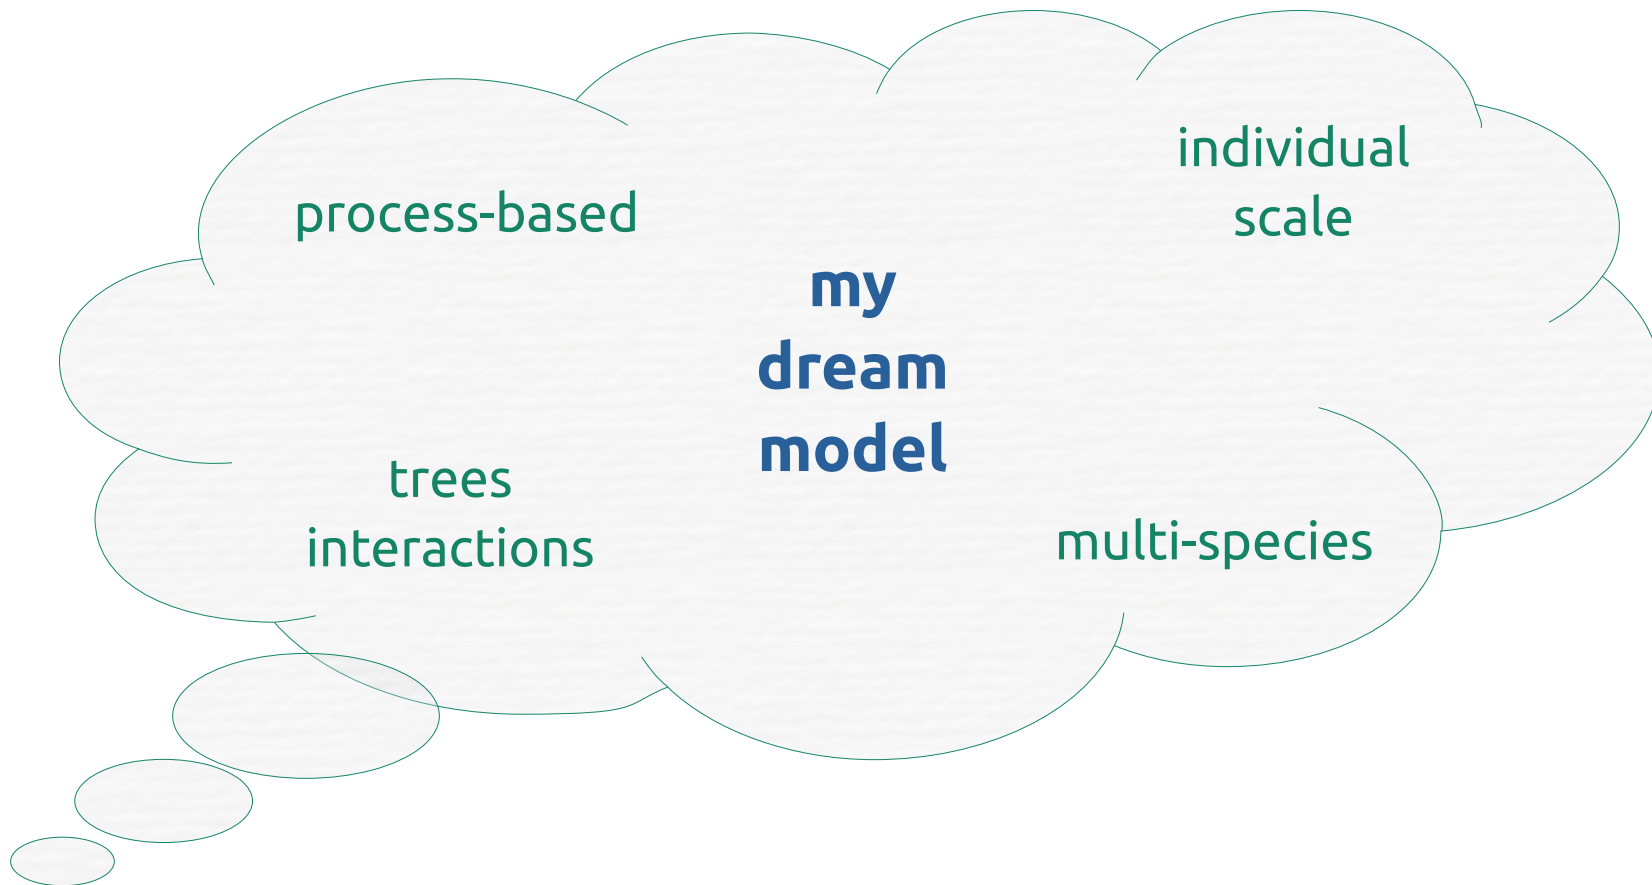 process-based
individual
scale
my
dream
model
trees
interactions
multi-species